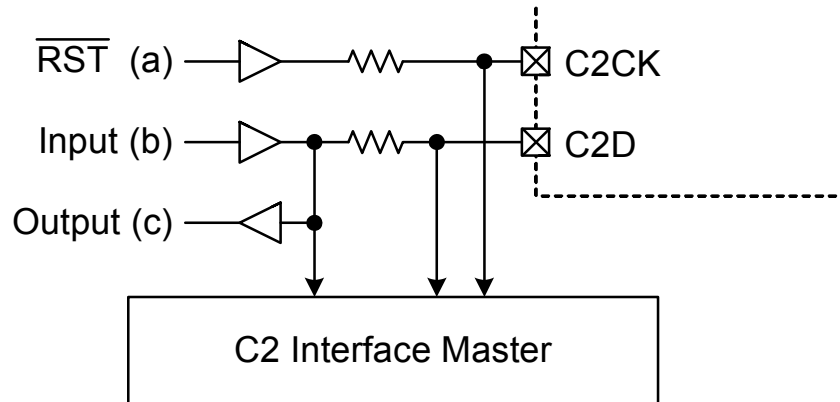 RST (a)
C2CK
Input (b)
C2D
Output (c)
C2 Interface Master